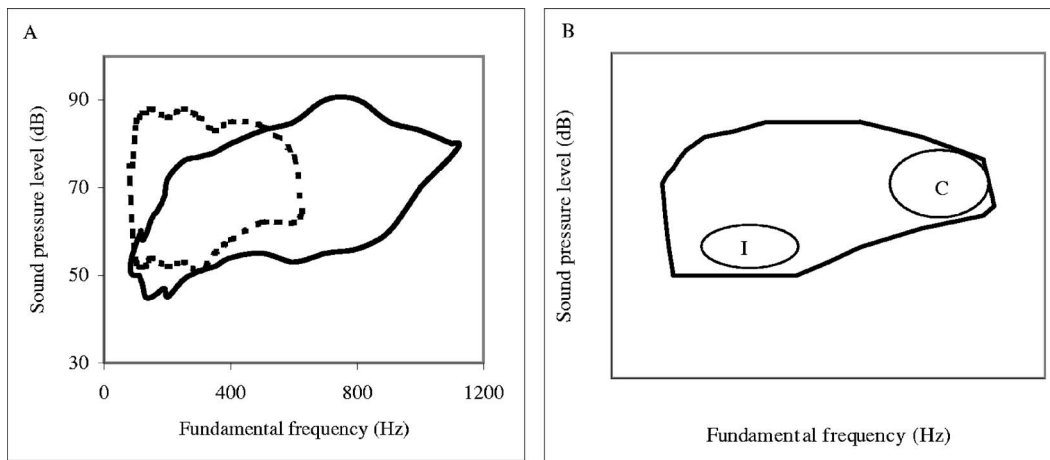 A
Sound pressure level (dB)
90
70
50
30
0 400 800 1200
Fundamental frequency (Hz)
B
Sound pressure level (dB)
C
I
Fundamental frequency (Hz)